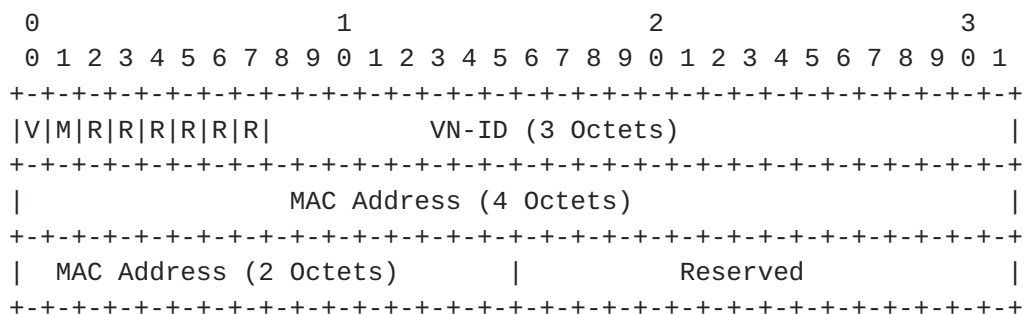 0                   1                   2                   3
 0 1 2 3 4 5 6 7 8 9 0 1 2 3 4 5 6 7 8 9 0 1 2 3 4 5 6 7 8 9 0 1
+-+-+-+-+-+-+-+-+-+-+-+-+-+-+-+-+-+-+-+-+-+-+-+-+-+-+-+-+-+-+-+-+
|V|M|R|R|R|R|R|R|          VN-ID (3 Octets)                     |
+-+-+-+-+-+-+-+-+-+-+-+-+-+-+-+-+-+-+-+-+-+-+-+-+-+-+-+-+-+-+-+-+
|                 MAC Address (4 Octets)                        |
+-+-+-+-+-+-+-+-+-+-+-+-+-+-+-+-+-+-+-+-+-+-+-+-+-+-+-+-+-+-+-+-+
|  MAC Address (2 Octets)       |          Reserved             |
+-+-+-+-+-+-+-+-+-+-+-+-+-+-+-+-+-+-+-+-+-+-+-+-+-+-+-+-+-+-+-+-+